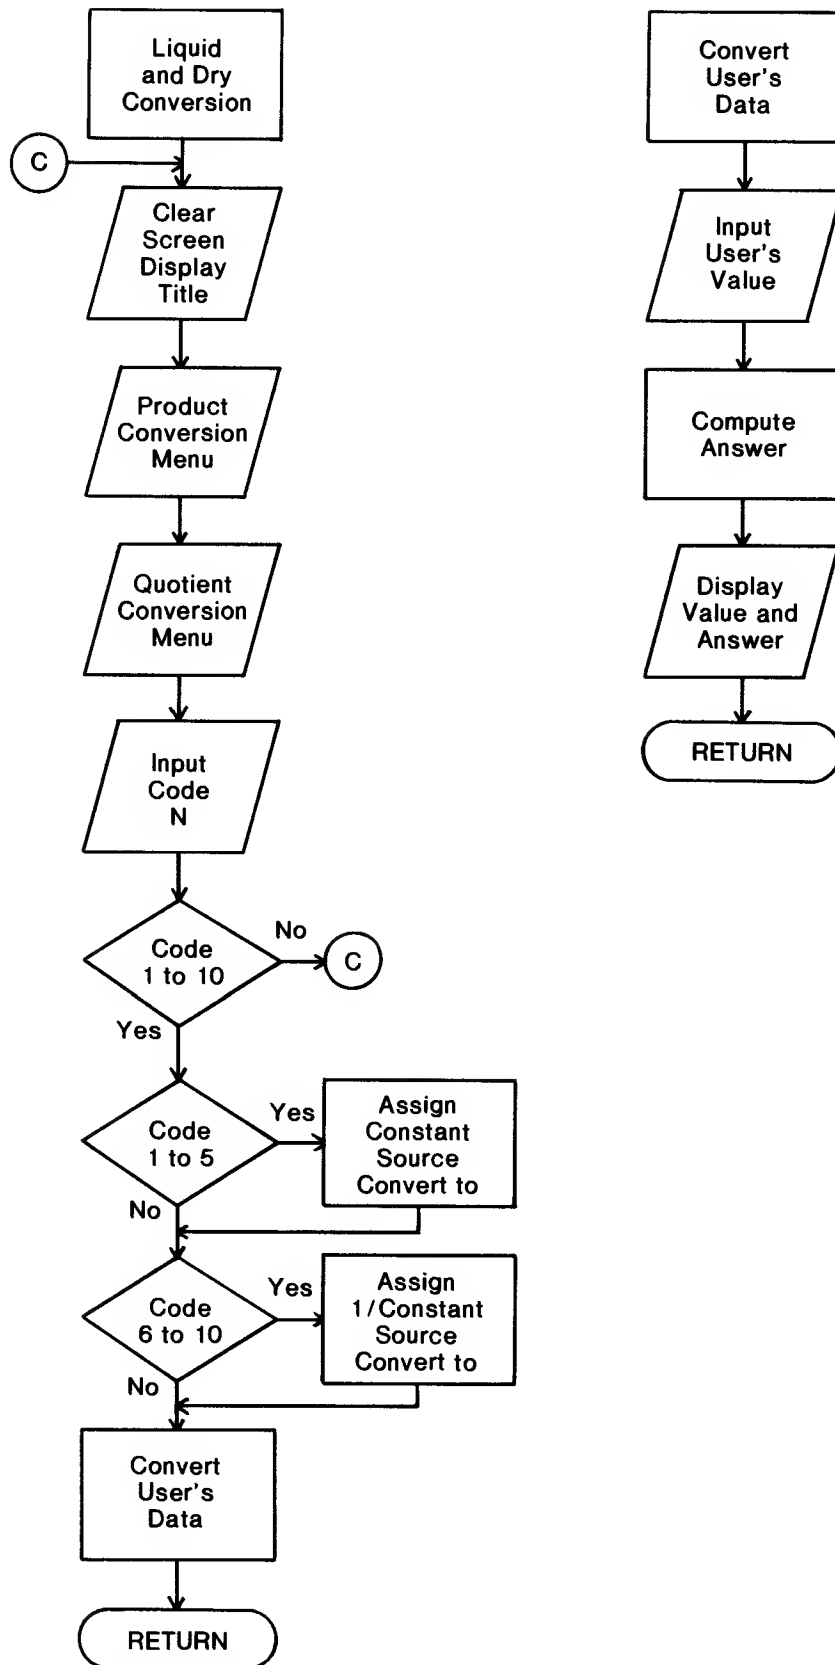 Liquid
and Dry
Conversion
C
Clear
Screen
Display
Title
Product
Conversion
Menu
Quotient
Conversion
Menu
Input
Code
N
Code
1 to 10
No
C
Yes
Code
1 to 5
Yes
Assign
Constant
Source
Convert to
No
Code
6 to 10
Yes
Assign
1/Constant
Source
Convert to
No
Convert
User's
Data
RETURN
Convert
User's
Data
Input
User's
Value
Compute
Answer
Display
Value and
Answer
RETURN